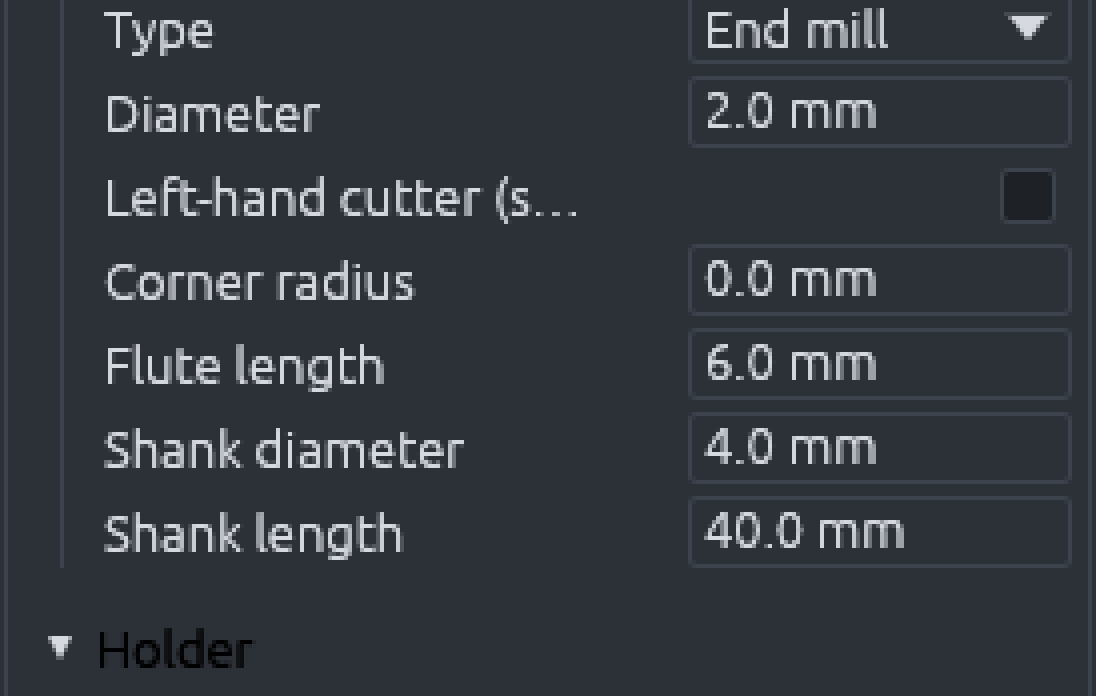 Type End mill
Diameter 2.0 mm
Left-hand cutter (s...
Corner radius 0.0 mm
Flute length 6.0 mm
Shank diameter 4.0 mm
Shank length 40.0 mm
Holder